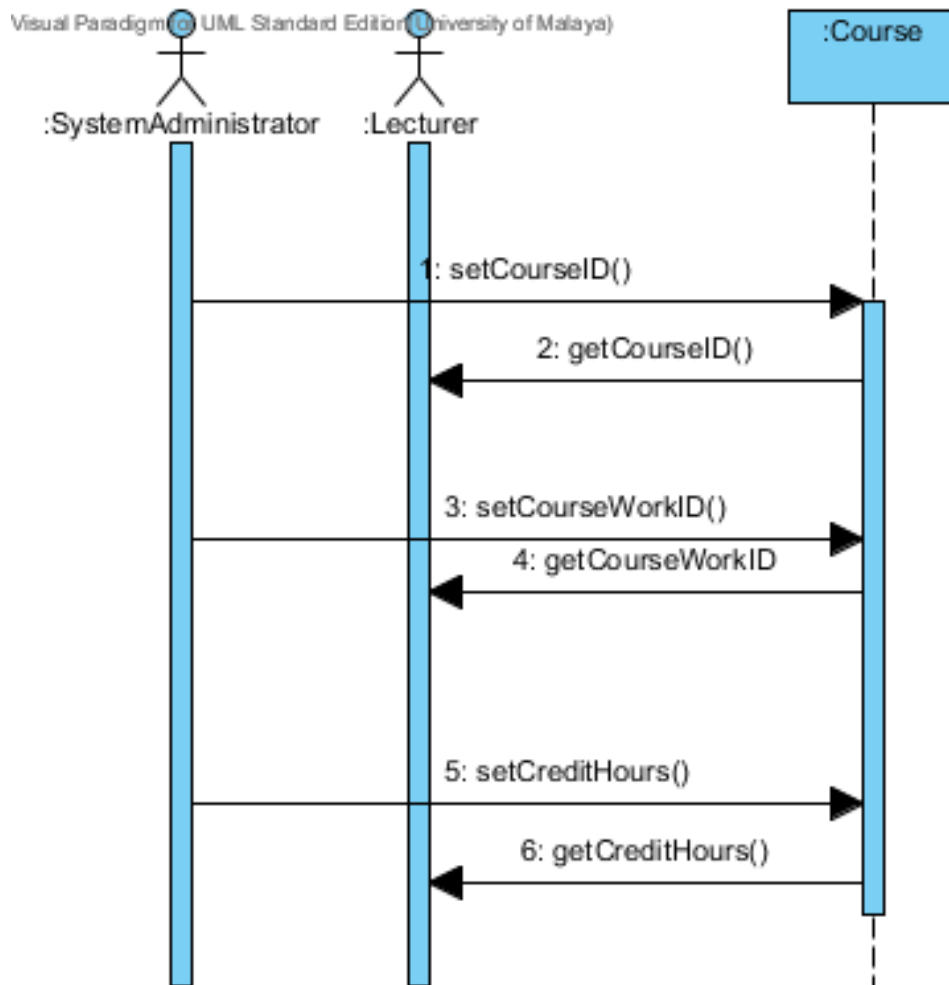 Visual Paradigm for UML Standard Edition(University of Malaya)
:Course
:SystemAdministrator
:Lecturer
1: setCourseID()
2: getCourseID()
3: setCourseWorkID()
4: getCourseWorkID
5: setCreditHours()
6: getCreditHours()